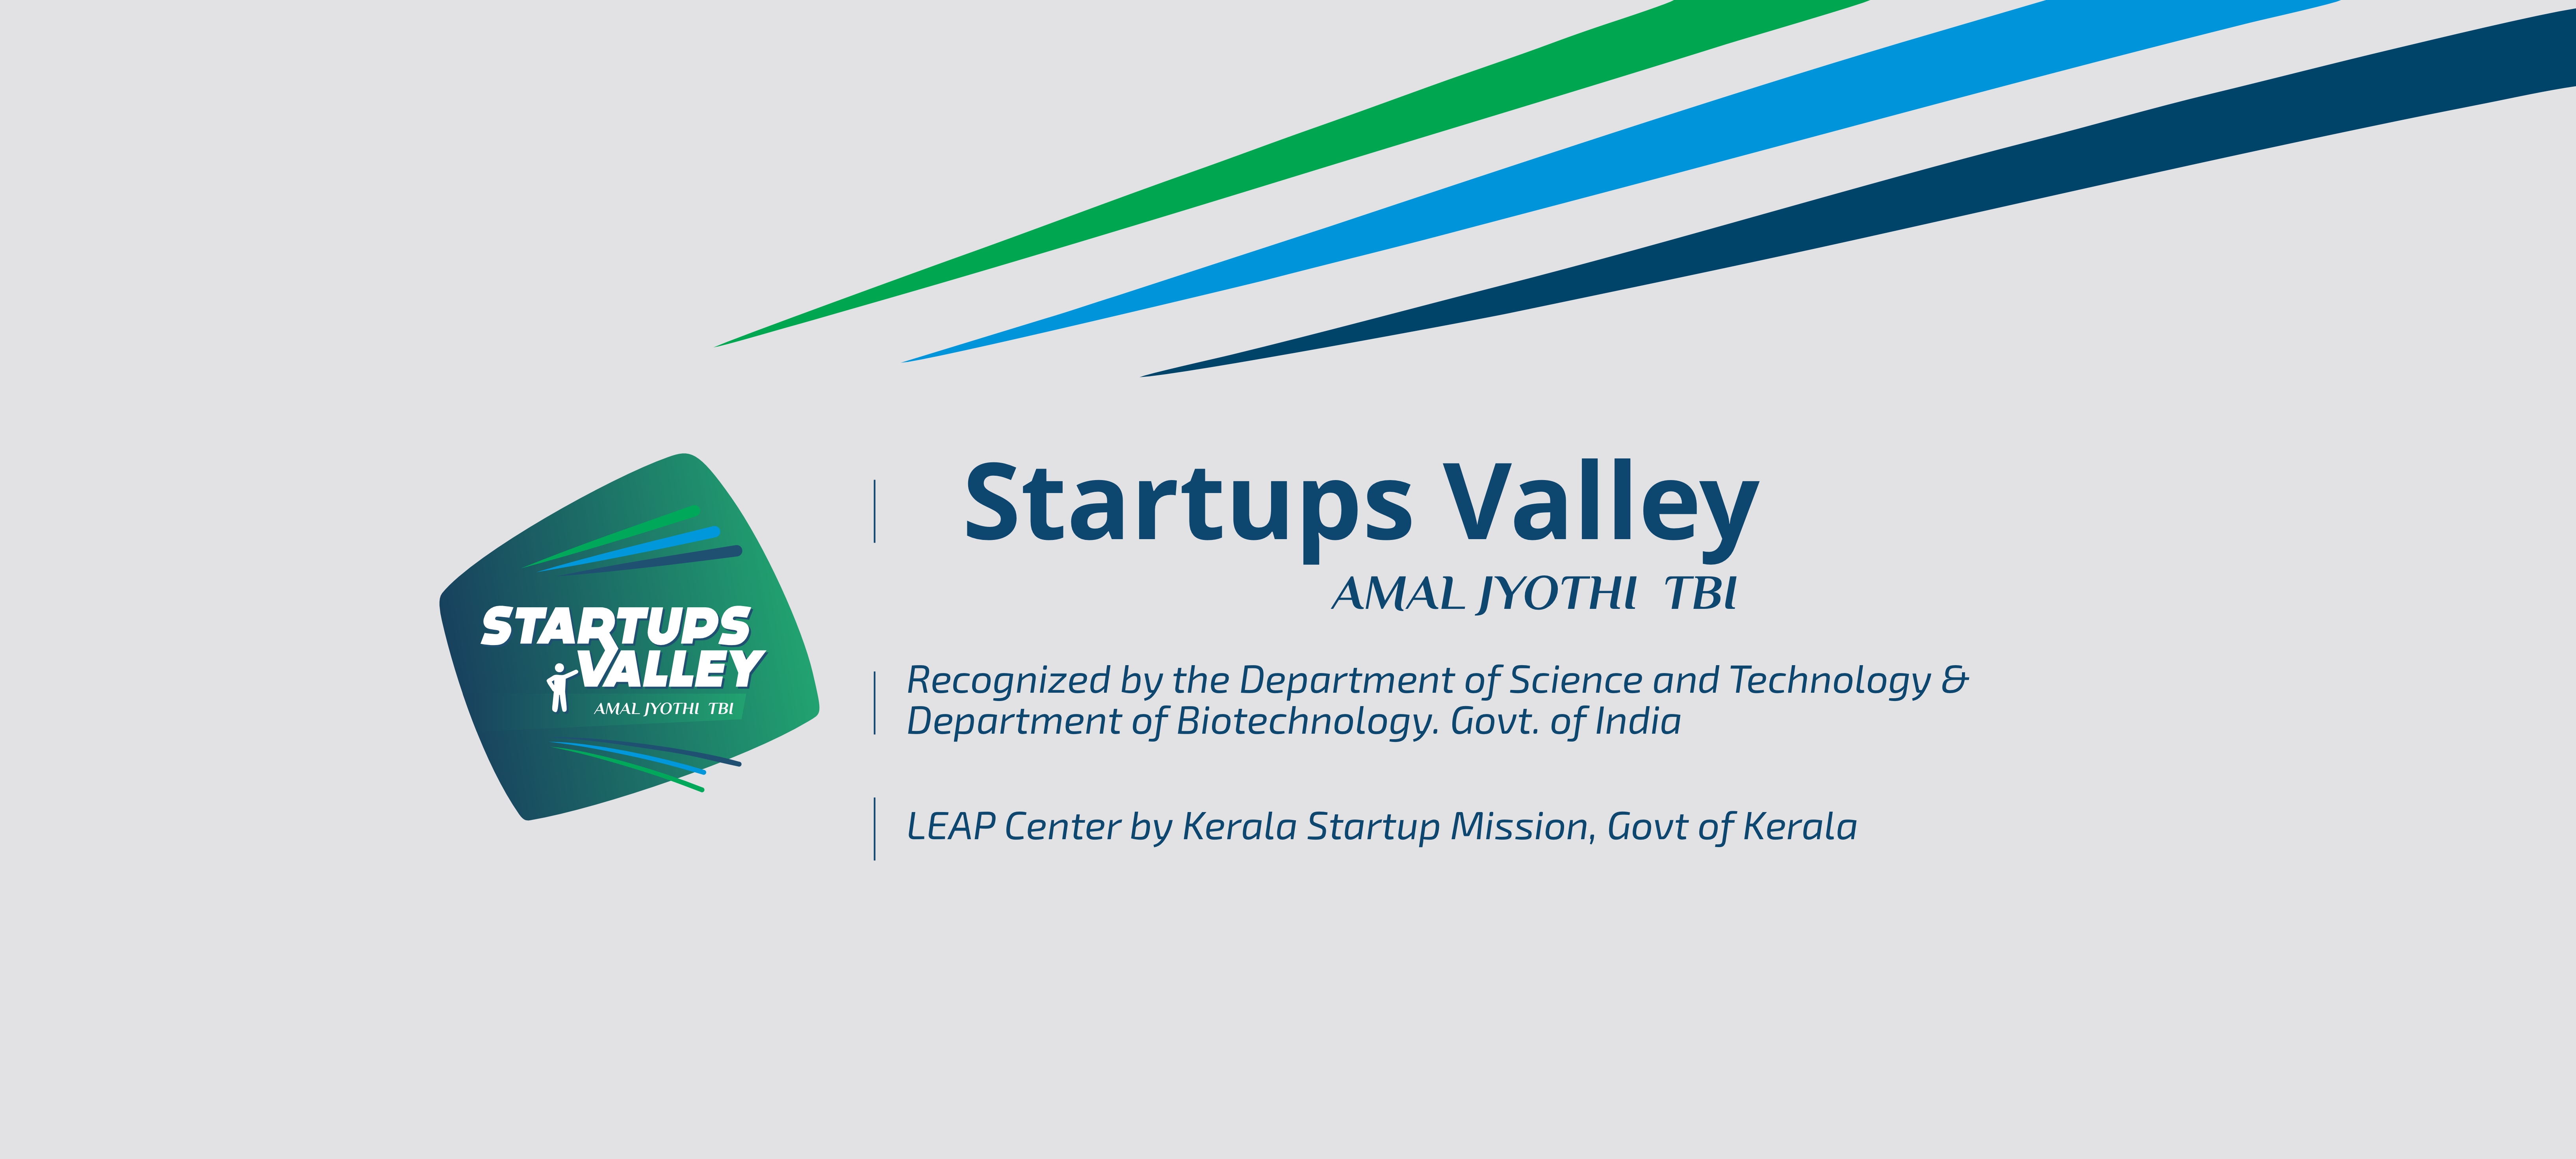 STARTUPS
VALLEY
AMAL JYOTHI TBI
Startups Valley
AMAL JYOTHI TBI
Recognized by the Department of Science and Technology &
Department of Biotechnology. Govt. of India
LEAP Center by Kerala Startup Mission, Govt of Kerala